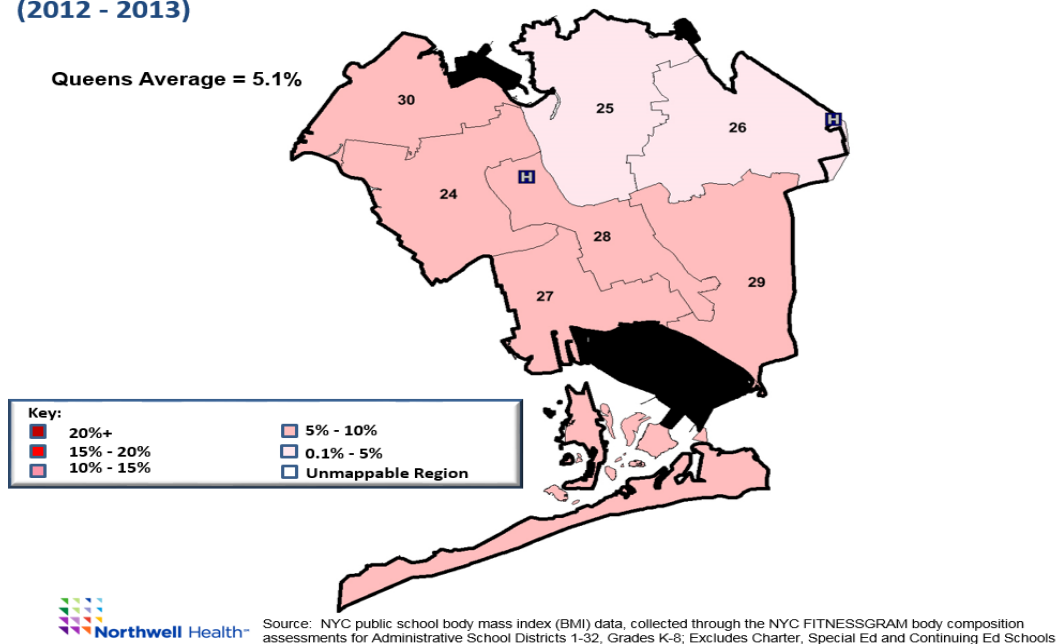 (2012 - 2013)
Queens Average = 5.1%
30
25
26
H
H
24
28
29
27
Key:
20%+
15% - 20%
10% - 15%
5% - 10%
0.1% - 5%
Unmappable Region
Northwell Health
Source: NYC public school body mass index (BMI) data, collected through the NYC FITNESSGRAM body composition
assessments for Administrative School Districts 1-32, Grades K-8; Excludes Charter, Special Ed and Continuing Ed Schools